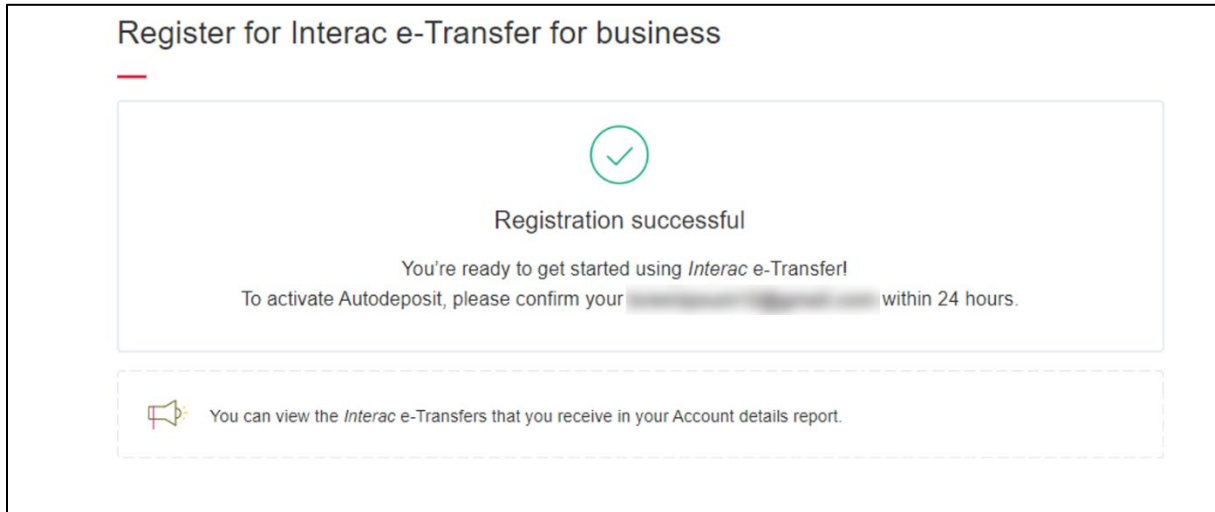 Register for Interac e-Transfer for business
Registration successful
You’re ready to get started using Interac e-Transfer!
To activate Autodeposit, please confirm your within 24 hours.
You can view the Interac e-Transfers that you receive in your Account details report.